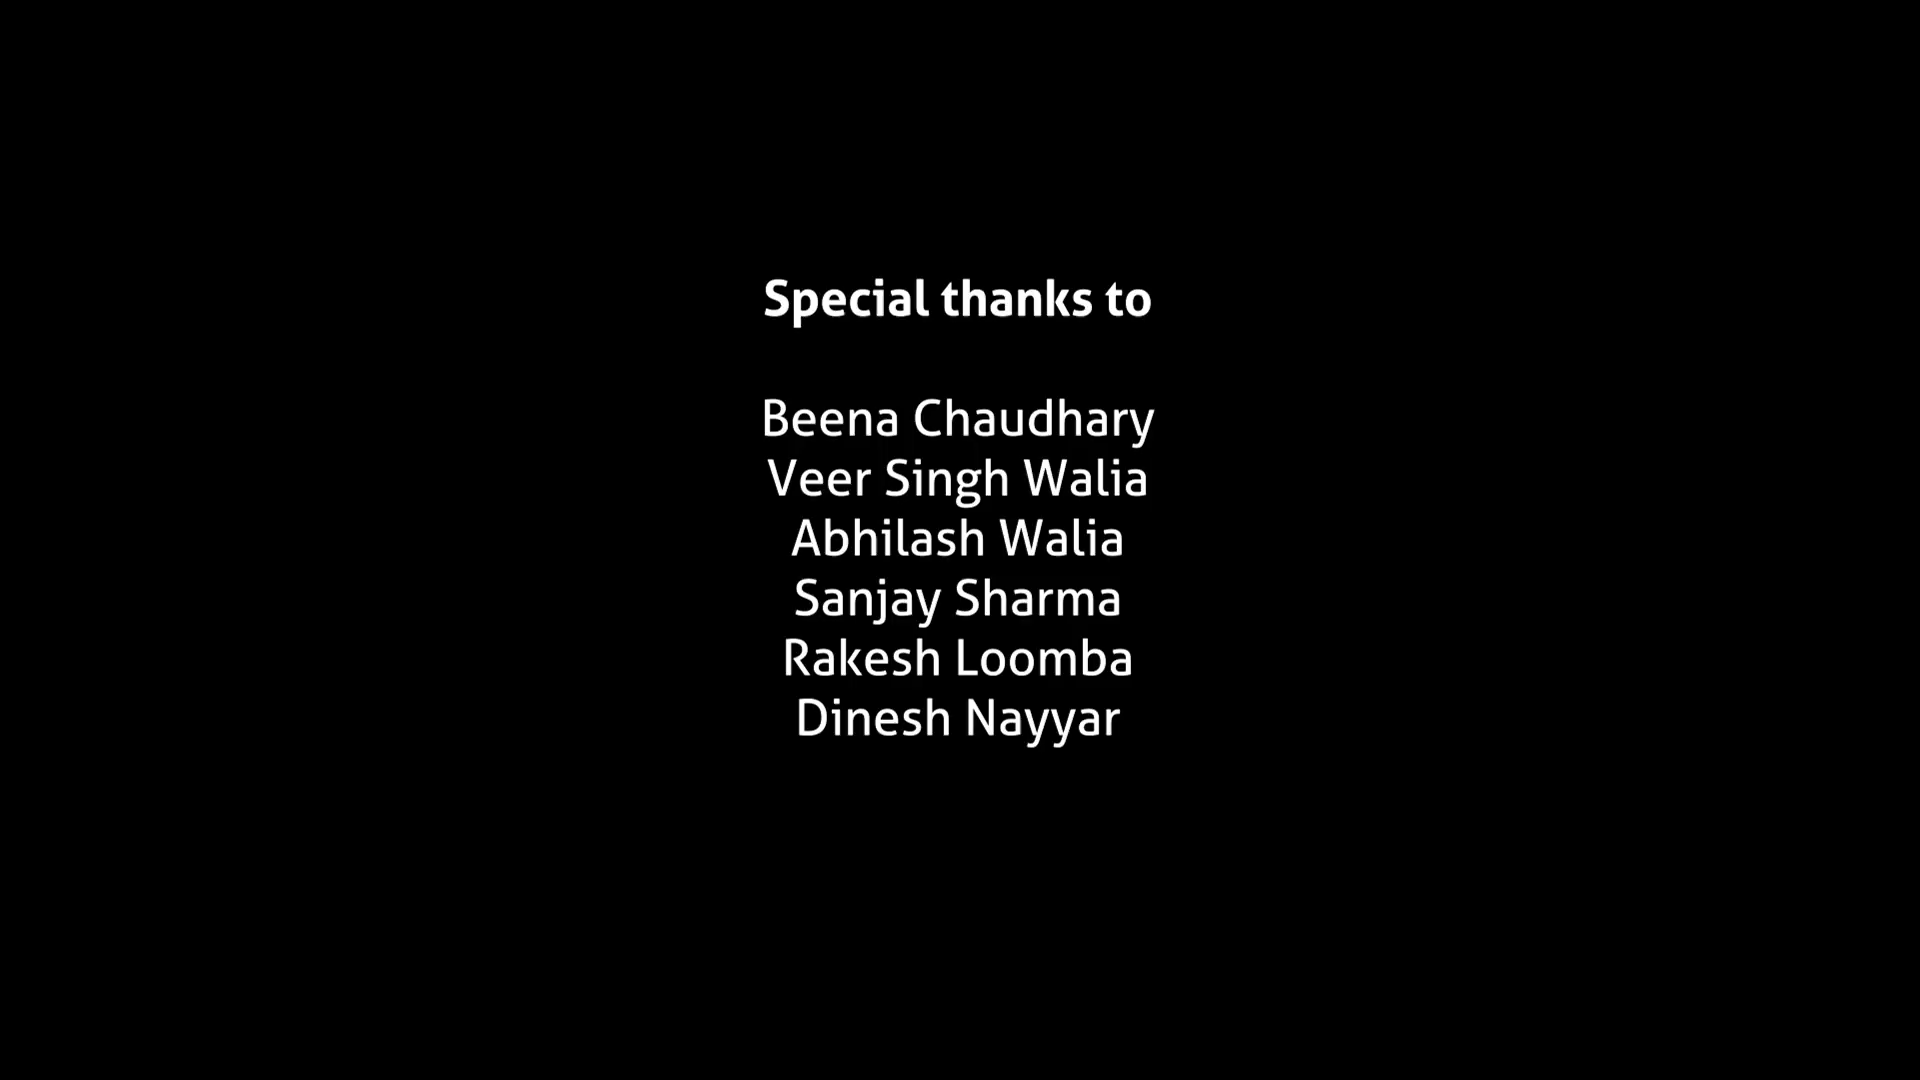 Special thanks to
Beena Chaudhary
Veer Singh Walia
Abhilash Walia
Sanjay Sharma
Rakesh Loomba
Dinesh Nayyar